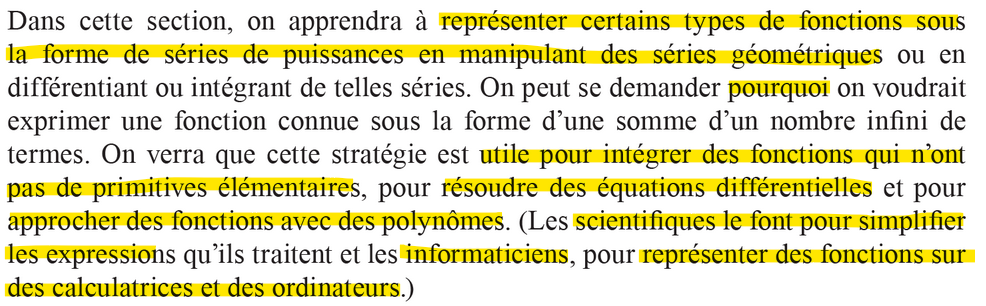 Dans cette section, on apprendra à représenter certains types de fonctions sous
la forme de séries de puissances en manipulant des séries géométriques ou en
différentiant ou intégrant de telles séries. On peut se demander pourquoi on voudrait
exprimer une fonction connue sous la forme d’une somme d’un nombre infini de
termes. On verra que cette stratégie est utile pour intégrer des fonctions qui n’ont
pas de primitives élémentaires, pour résoudre des équations différentielles et pour
approcher des fonctions avec des polynômes. (Les scientifiques le font pour simplifier
les expressions qu’ils traitent et les informaticiens, pour représenter des fonctions sur
des calculatrices et des ordinateurs.)